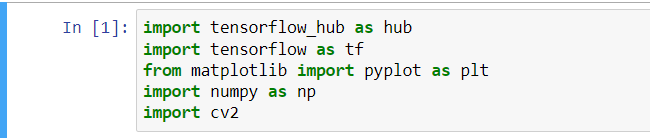 In [1]: import tensorflow_hub as hub
import tensorflow as tf
from matplotlib import pyplot as plt
import numpy as np
import cv2